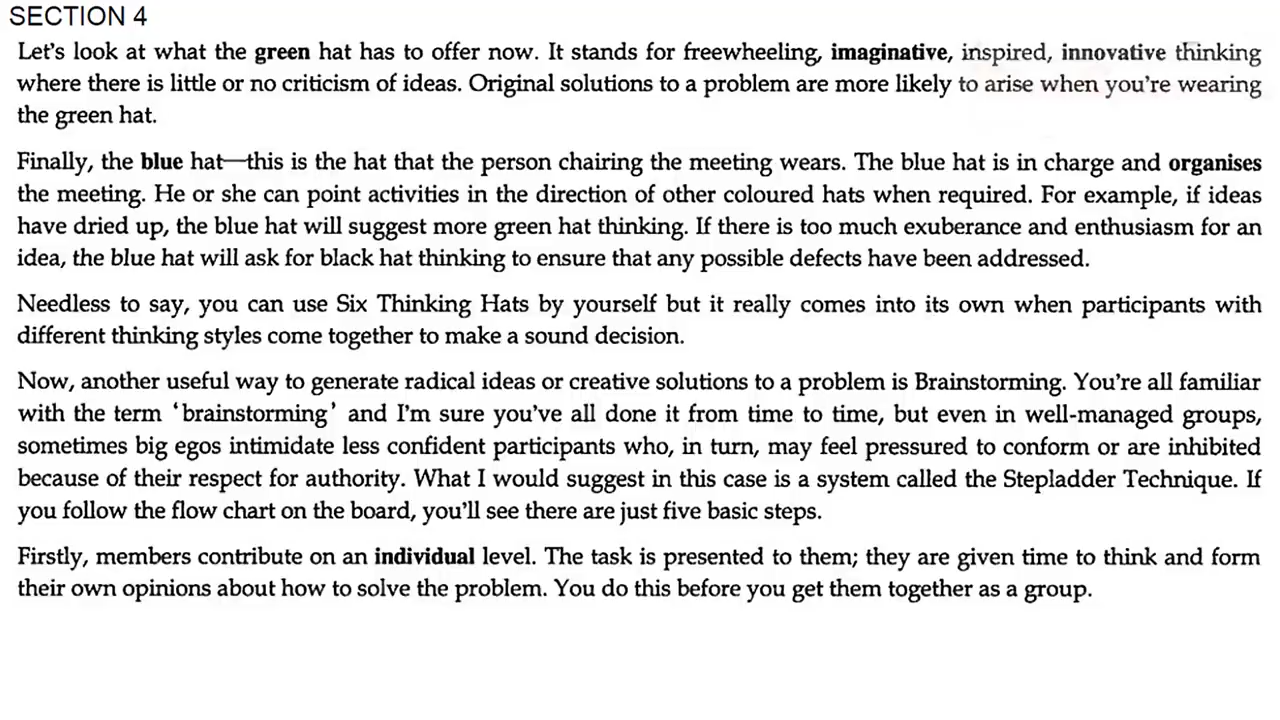 SECTION 4
Let's look at what the green hat has to offer now. It stands for freewheeling, imaginative, inspired, innovative thinking
where there is little or no criticism of ideas. Original solutions to a problem are more likely to arise when you're wearing
the green hat.
Finally, the blue hat—this is the hat that the person chairing the meeting wears. The blue hat is in charge and organises
the meeting. He or she can point activities in the direction of other coloured hats when required. For example, if ideas
have dried up, the blue hat will suggest more green hat thinking. If there is too much exuberance and enthusiasm for an
idea, the blue hat will ask for black hat thinking to ensure that any possible defects have been addressed.
Needless to say, you can use Six Thinking Hats by yourself but it really comes into its own when participants with
different thinking styles come together to make a sound decision.
Now, another useful way to generate radical ideas or creative solutions to a problem is Brainstorming. You're all familiar
with the term 'brainstorming' and I'm sure you've all done it from time to time, but even in well-managed groups,
sometimes big egos intimidate less confident participants who, in turn, may feel pressured to conform or are inhibited
because of their respect for authority. What I would suggest in this case is a system called the Stepladder Technique. If
you follow the flow chart on the board, you'll see there are just five basic steps.
Firstly, members contribute on an individual level. The task is presented to them; they are given time to think and form
their own opinions about how to solve the problem. You do this before you get them together as a group.